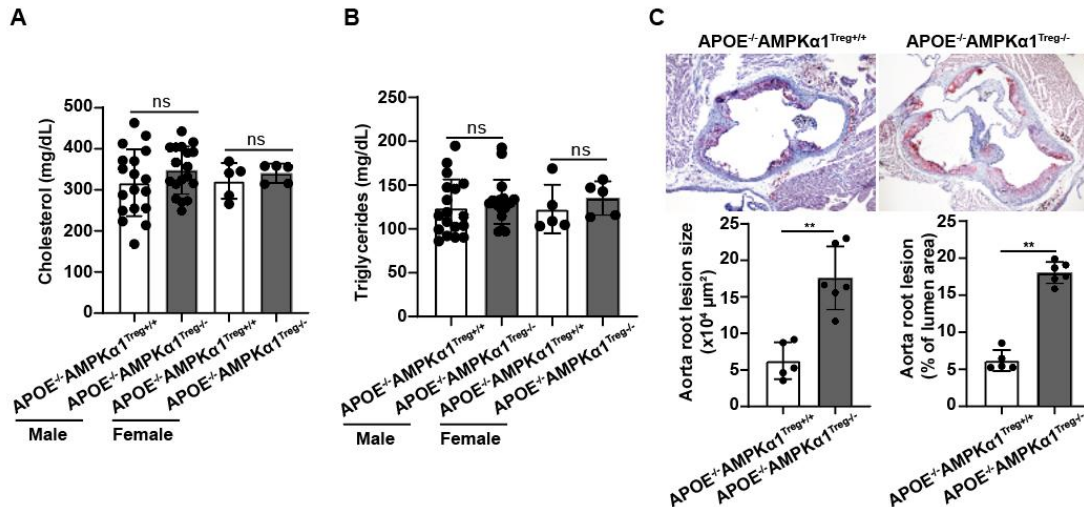 A
Cholesterol (mg/dL)
500
400
300
200
100
0
ns
ns
APOE⁻/⁻AMPKα1ᵀʳᵉᵍ⁺/⁺
APOE⁻/⁻AMPKα1ᵀʳᵉᵍ⁻/⁻
APOE⁻/⁻AMPKα1ᵀʳᵉᵍ⁺/⁺
APOE⁻/⁻AMPKα1ᵀʳᵉᵍ⁻/⁻
Male
Female
B
Triglycerides (mg/dL)
250
200
150
100
50
0
ns
ns
APOE⁻/⁻AMPKα1ᵀʳᵉᵍ⁺/⁺
APOE⁻/⁻AMPKα1ᵀʳᵉᵍ⁻/⁻
APOE⁻/⁻AMPKα1ᵀʳᵉᵍ⁺/⁺
APOE⁻/⁻AMPKα1ᵀʳᵉᵍ⁻/⁻
Male
Female
C
APOE⁻/⁻AMPKα1ᵀʳᵉᵍ⁺/⁺
APOE⁻/⁻AMPKα1ᵀʳᵉᵍ⁻/⁻
Aorta root lesion size
(x10⁴ µm²)
25
20
15
10
5
0
**
APOE⁻/⁻AMPKα1ᵀʳᵉᵍ⁺/⁺
APOE⁻/⁻AMPKα1ᵀʳᵉᵍ⁻/⁻
Aorta root lesion
(% of lumen area)
25
20
15
10
5
0
**
APOE⁻/⁻AMPKα1ᵀʳᵉᵍ⁺/⁺
APOE⁻/⁻AMPKα1ᵀʳᵉᵍ⁻/⁻